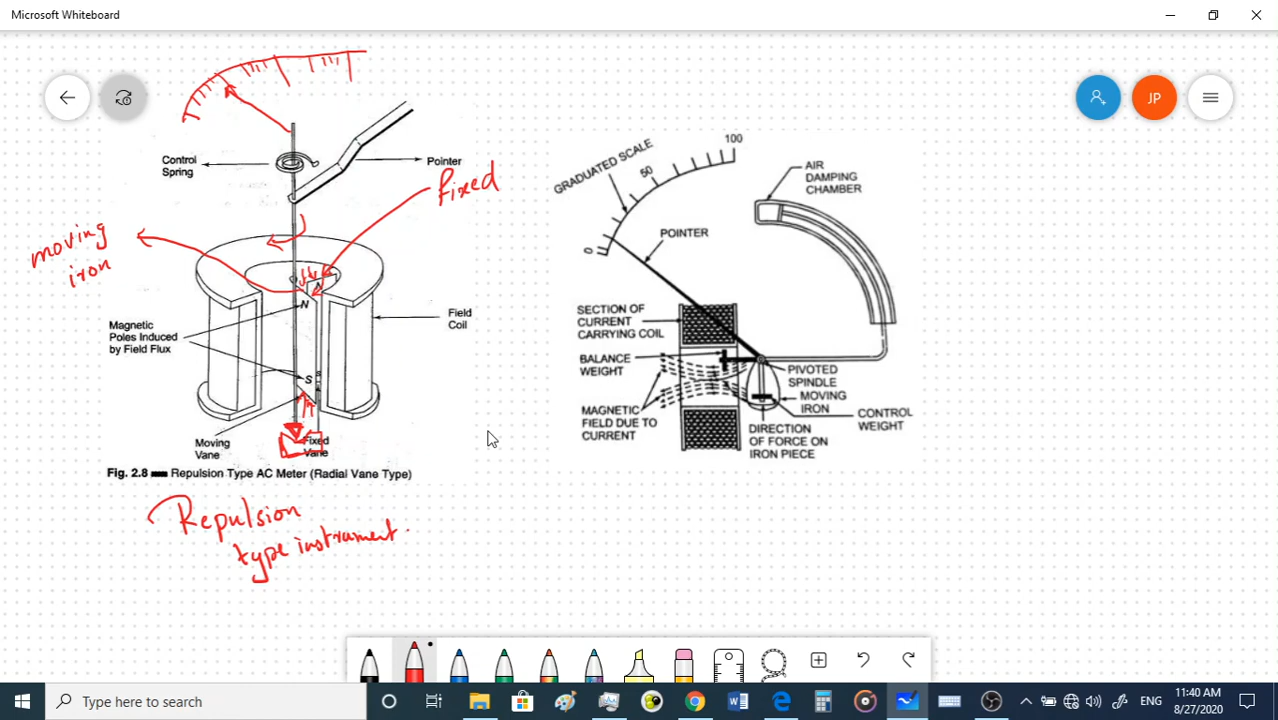 Microsoft Whiteboard
JP
Control
Spring
Pointer
fixed
moving
iron
N
N
Magnetic
Poles Induced
by Field Flux
Field
Coil
S
S
Moving
Vane
Fixed
Vane
Fig. 2.8 Repulsion Type AC Meter (Radial Vane Type)
Repulsion
type instrument.
GRADUATED SCALE
0
50
100
POINTER
AIR
DAMPING
CHAMBER
SECTION OF
CURRENT
CARRYING COIL
BALANCE
WEIGHT
MAGNETIC
FIELD DUE TO
CURRENT
PIVOTED
SPINDLE
MOVING
IRON
CONTROL
WEIGHT
DIRECTION
OF FORCE ON
IRON PIECE
Type here to search
ENG
11:40 AM
8/27/2020